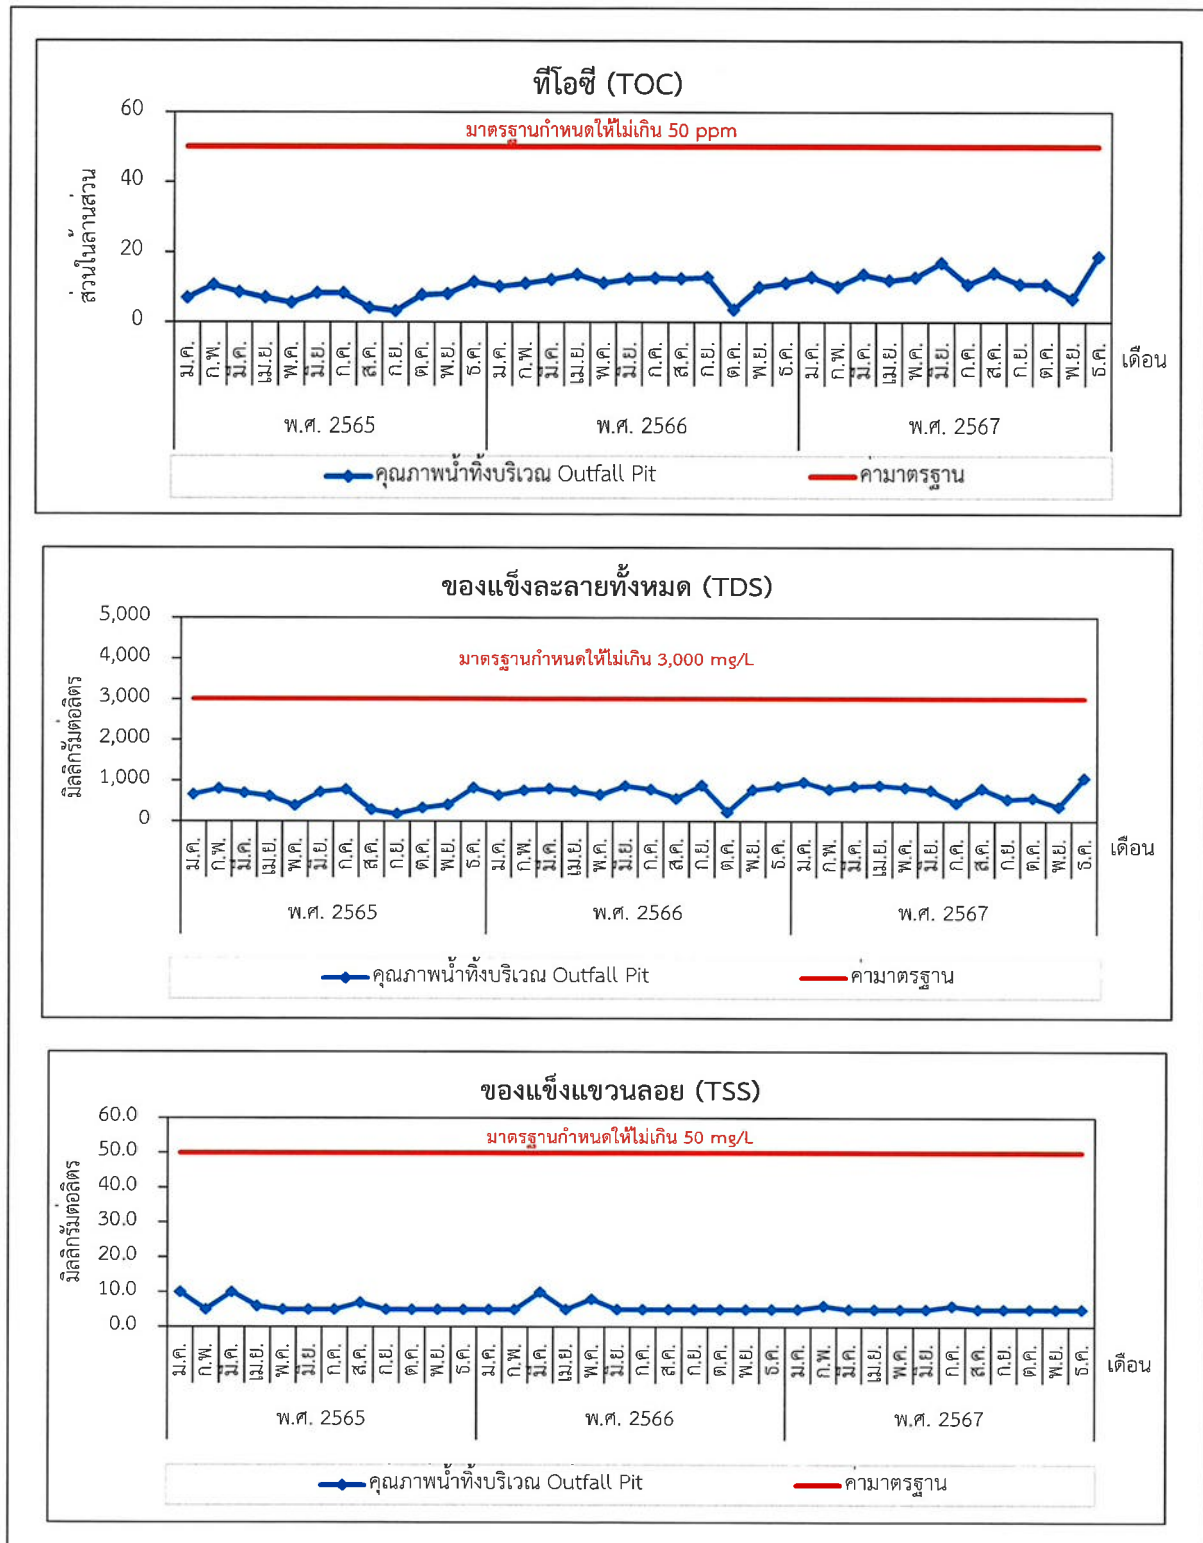 ทีโอซี (TOC)
60
มาตรฐานกำหนดให้ไม่เกิน 50 ppm
40
20
0
ส่วนในล้านส่วน
ม.ค. ก.พ. มี.ค. เม.ย. พ.ค. มิ.ย. ก.ค. ส.ค. ก.ย. ต.ค. พ.ย. ธ.ค. ม.ค. ก.พ. มี.ค. เม.ย. พ.ค. มิ.ย. ก.ค. ส.ค. ก.ย. ต.ค. พ.ย. ธ.ค. ม.ค. ก.พ. มี.ค. เม.ย. พ.ค. มิ.ย. ก.ค. ส.ค. ก.ย. ต.ค. พ.ย. ธ.ค. เดือน
พ.ศ. 2565 พ.ศ. 2566 พ.ศ. 2567
คุณภาพน้ำทิ้งบริเวณ Outfall Pit ค่ามาตรฐาน
ของแข็งละลายทั้งหมด (TDS)
5,000
4,000
มาตรฐานกำหนดให้ไม่เกิน 3,000 mg/L
3,000
2,000
1,000
0
มิลลิกรัมต่อลิตร
ม.ค. ก.พ. มี.ค. เม.ย. พ.ค. มิ.ย. ก.ค. ส.ค. ก.ย. ต.ค. พ.ย. ธ.ค. ม.ค. ก.พ. มี.ค. เม.ย. พ.ค. มิ.ย. ก.ค. ส.ค. ก.ย. ต.ค. พ.ย. ธ.ค. ม.ค. ก.พ. มี.ค. เม.ย. พ.ค. มิ.ย. ก.ค. ส.ค. ก.ย. ต.ค. พ.ย. ธ.ค. เดือน
พ.ศ. 2565 พ.ศ. 2566 พ.ศ. 2567
คุณภาพน้ำทิ้งบริเวณ Outfall Pit ค่ามาตรฐาน
ของแข็งแขวนลอย (TSS)
60.0
มาตรฐานกำหนดให้ไม่เกิน 50 mg/L
50.0
40.0
30.0
20.0
10.0
0.0
มิลลิกรัมต่อลิตร
ม.ค. ก.พ. มี.ค. เม.ย. พ.ค. มิ.ย. ก.ค. ส.ค. ก.ย. ต.ค. พ.ย. ธ.ค. ม.ค. ก.พ. มี.ค. เม.ย. พ.ค. มิ.ย. ก.ค. ส.ค. ก.ย. ต.ค. พ.ย. ธ.ค. ม.ค. ก.พ. มี.ค. เม.ย. พ.ค. มิ.ย. ก.ค. ส.ค. ก.ย. ต.ค. พ.ย. ธ.ค. เดือน
พ.ศ. 2565 พ.ศ. 2566 พ.ศ. 2567
คุณภาพน้ำทิ้งบริเวณ Outfall Pit ค่ามาตรฐาน